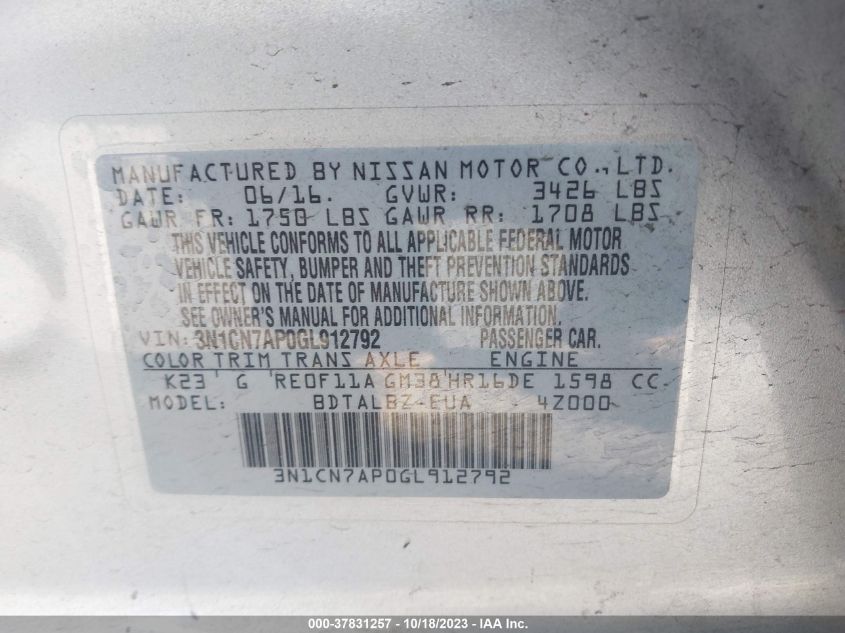 MANUFACTURED BY NISSAN MOTOR CO., LTD.
DATE: 06/16. GVWR: 3426 LBS
GAWR FR: 1750 LBS GAWR RR: 1708 LBS
THIS VEHICLE CONFORMS TO ALL APPLICABLE FEDERAL MOTOR
VEHICLE SAFETY, BUMPER AND THEFT PREVENTION STANDARDS
IN EFFECT ON THE DATE OF MANUFACTURE SHOWN ABOVE.
SEE OWNER'S MANUAL FOR ADDITIONAL INFORMATION.
VIN: 3N1CN7AP0GL912792 PASSENGER CAR.
COLOR TRIM TRANS AXLE ENGINE
K23 G RE0F11A GM38 HR16DE 1598 CC
MODEL: BDTALBZ-EUA 4Z000
3N1CN7AP0GL912792
000-37831257 - 10/18/2023 - IAA Inc.